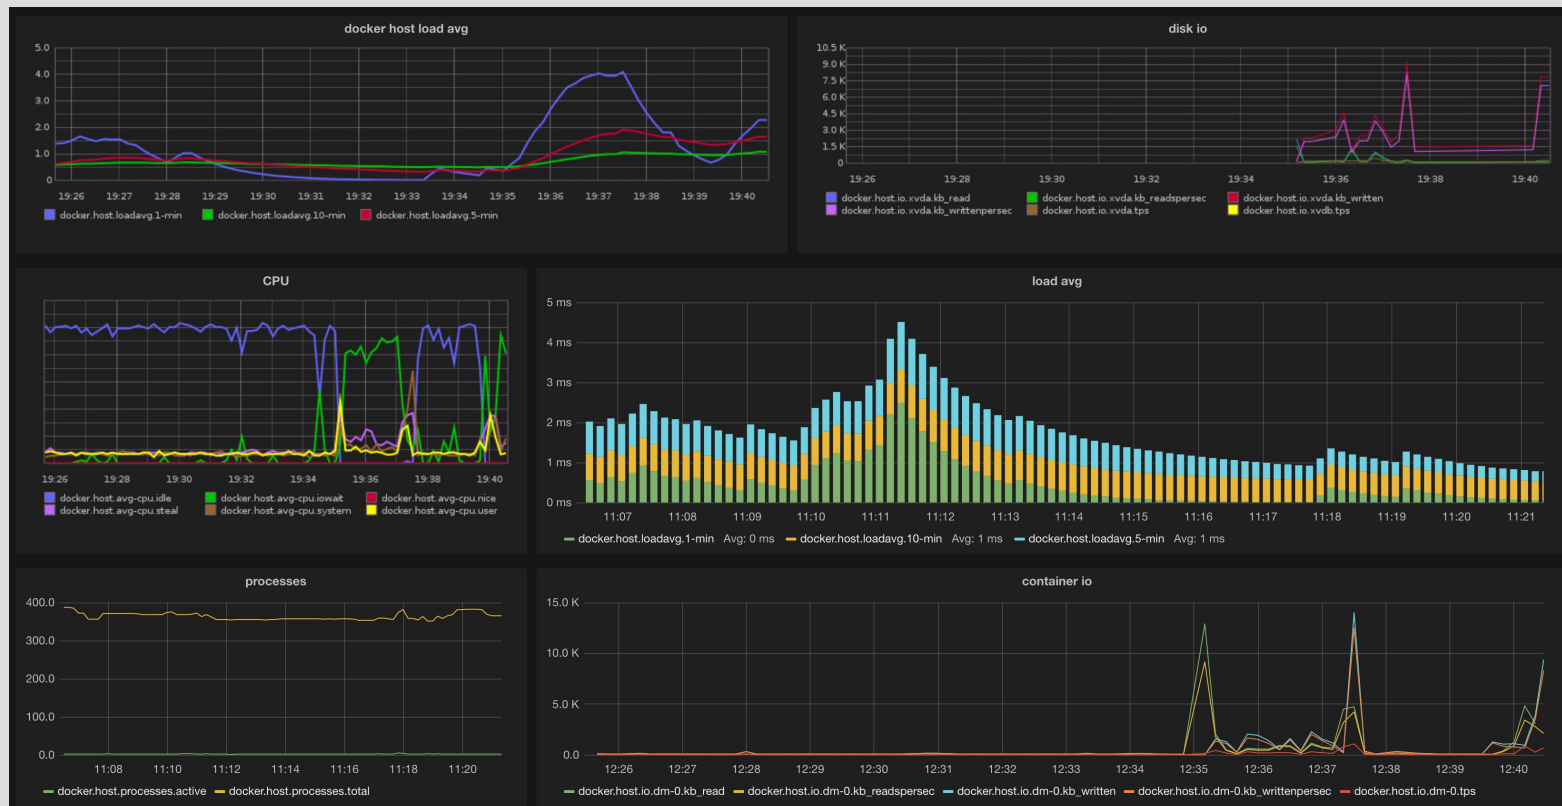 docker host load avg
5.0
4.0
3.0
2.0
1.0
0
19:26 19:27 19:28 19:29 19:30 19:31 19:32 19:33 19:34 19:35 19:36 19:37 19:38 19:39 19:40
docker.host.loadavg.1-min docker.host.loadavg.10-min docker.host.loadavg.5-min
disk io
10.5 K
9.0 K
7.5 K
6.0 K
4.5 K
3.0 K
1.5 K
0
19:26 19:28 19:30 19:32 19:34 19:36 19:38 19:40
docker.host.io.xvda.kb_read docker.host.io.xvda.kb_readspersec docker.host.io.xvda.kb_written
docker.host.io.xvda.kb_writtenpersec docker.host.io.xvda.tps docker.host.io.xvdb.tps
CPU
19:26 19:28 19:30 19:32 19:34 19:36 19:38 19:40
docker.host.avg-cpu.idle docker.host.avg-cpu.iowait docker.host.avg-cpu.nice
docker.host.avg-cpu.steal docker.host.avg-cpu.system docker.host.avg-cpu.user
load avg
5 ms
4 ms
3 ms
2 ms
1 ms
0 ms
11:07 11:08 11:09 11:10 11:11 11:12 11:13 11:14 11:15 11:16 11:17 11:18 11:19 11:20 11:21
docker.host.loadavg.1-min Avg: 0 ms docker.host.loadavg.10-min Avg: 1 ms docker.host.loadavg.5-min Avg: 1 ms
processes
400.0
300.0
200.0
100.0
0.0
11:08 11:10 11:12 11:14 11:16 11:18 11:20
docker.host.processes.active docker.host.processes.total
container io
15.0 K
10.0 K
5.0 K
0.0
12:26 12:27 12:28 12:29 12:30 12:31 12:32 12:33 12:34 12:35 12:36 12:37 12:38 12:39 12:40
docker.host.io.dm-0.kb_read docker.host.io.dm-0.kb_readspersec docker.host.io.dm-0.kb_written docker.host.io.dm-0.kb_writtenpersec docker.host.io.dm-0.tps